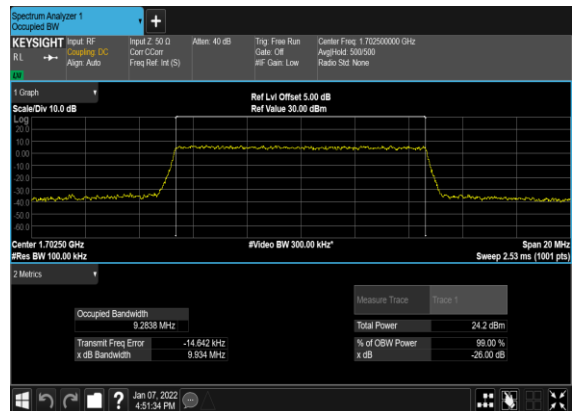 Spectrum Analyzer 1
Occupied BW
+
KEYSIGHT Input: RF Input Z: 50 Ω Atten: 40 dB Trig: Free Run Center Freq: 1.702500000 GHz
RL Coupling: DC Corr CCorr Gate: Off Avg|Hold: 500/500
Align: Auto Freq Ref: Int (S) #IF Gain: Low Radio Std: None
1 Graph
Ref Lvl Offset 5.00 dB
Scale/Div 10.0 dB Ref Value 30.00 dBm
Log
20.0
10.0
0.00
-10.0
-20.0
-30.0
-40.0
-50.0
-60.0
Center 1.70250 GHz #Video BW 300.00 kHz* Span 20 MHz
#Res BW 100.00 kHz Sweep 2.53 ms (1001 pts)
2 Metrics
Measure Trace Trace 1
Occupied Bandwidth
9.2838 MHz Total Power 24.2 dBm
Transmit Freq Error -14.642 kHz % of OBW Power 99.00 %
x dB Bandwidth 9.934 MHz x dB -26.00 dB
? Jan 07, 2022
4:51:34 PM